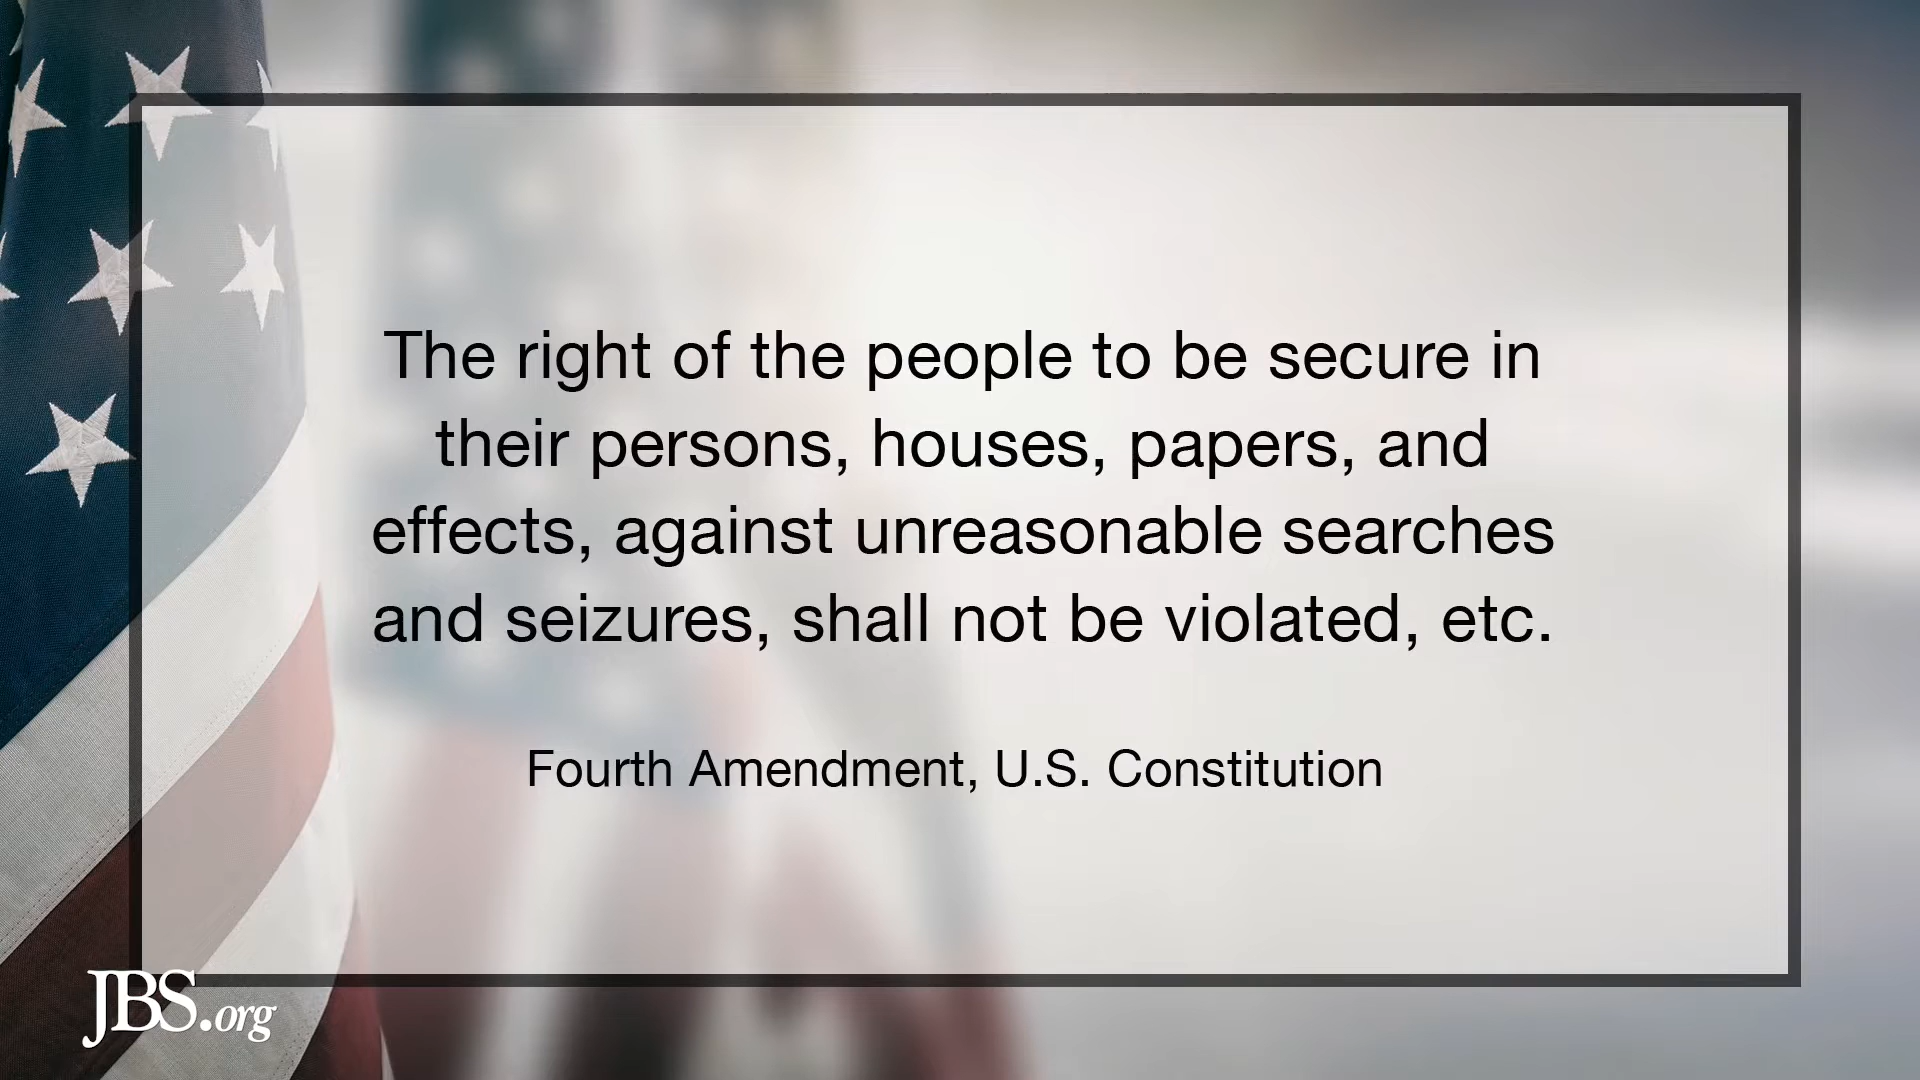 The right of the people to be secure in
their persons, houses, papers, and
effects, against unreasonable searches
and seizures, shall not be violated, etc.
Fourth Amendment, U.S. Constitution
JBS.org